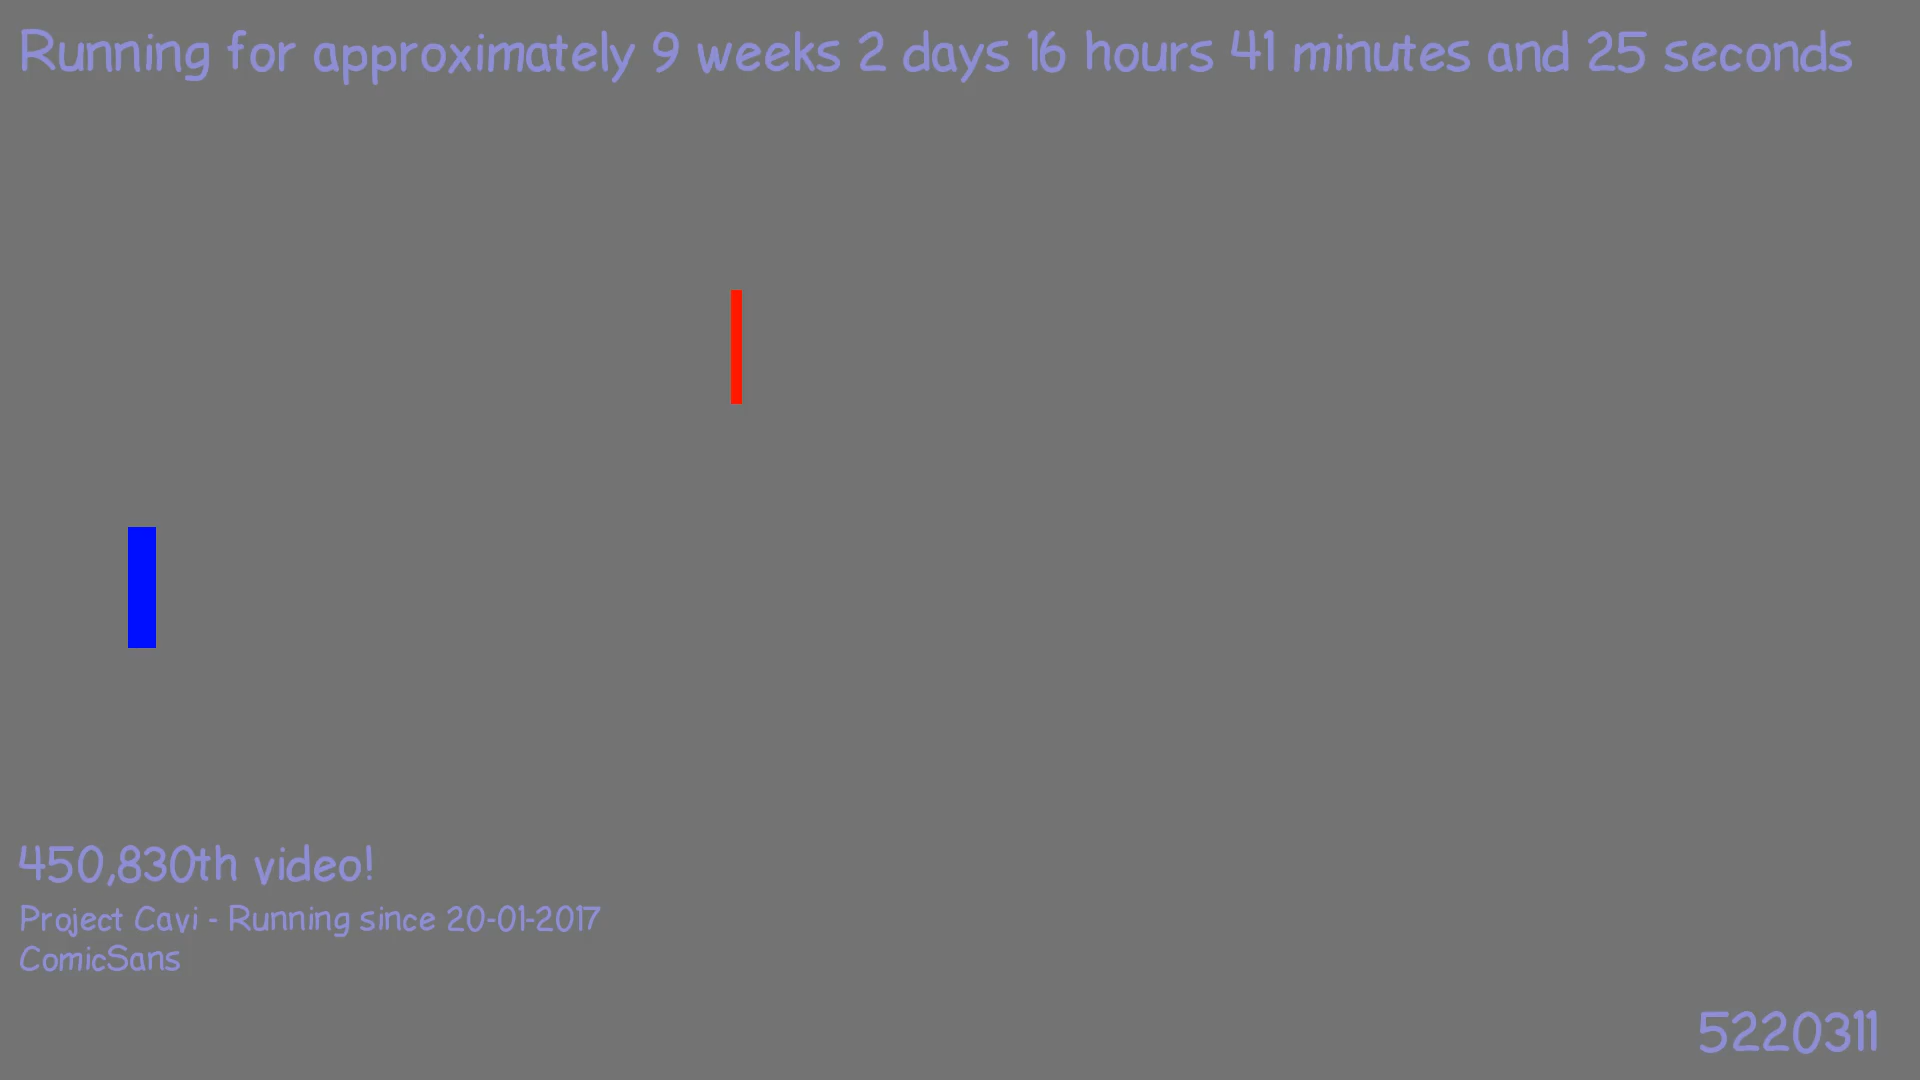 Running for approximately 9 weeks 2 days 16 hours 41 minutes and 25 seconds
450,830th video!
Project Cavi - Running since 20-01-2017
ComicSans
5220311